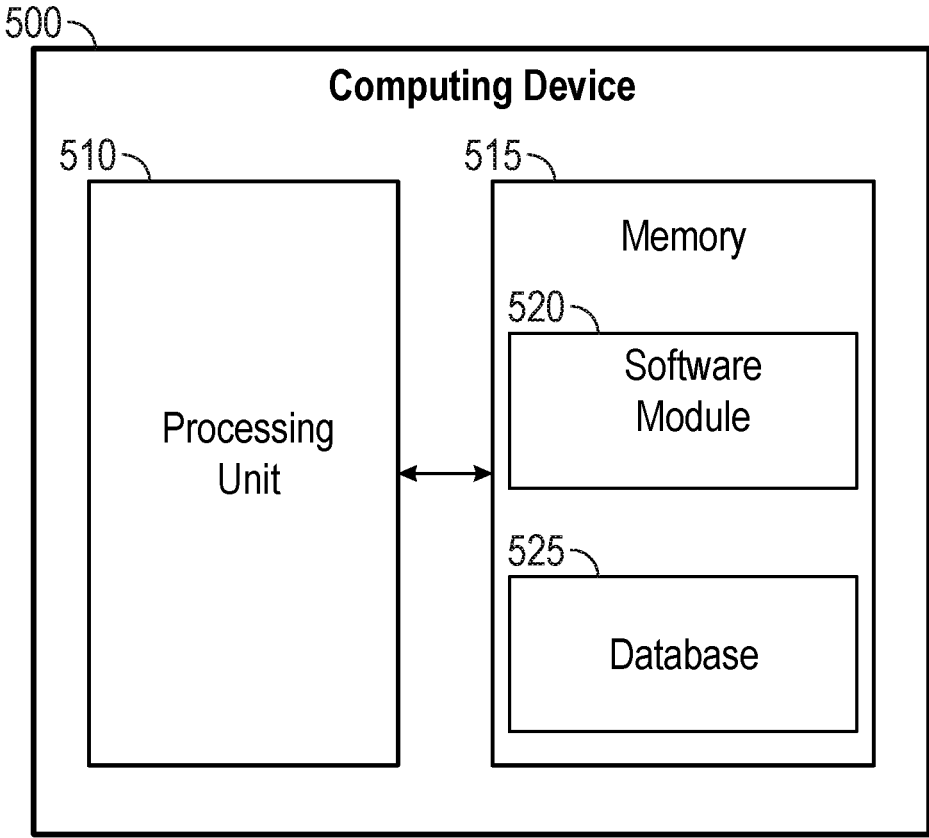 500
Computing Device
510
515
Memory
520
Software
Module
Processing
Unit
525
Database